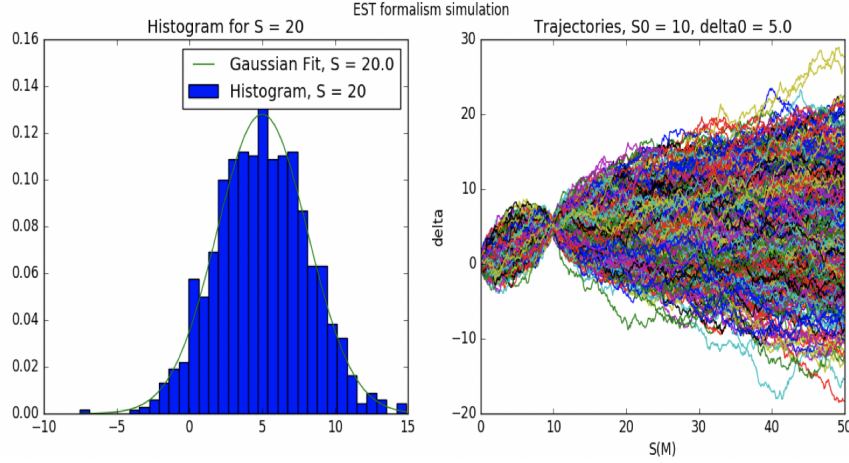 EST formalism simulation
Histogram for S = 20
Trajectories, S0 = 10, delta0 = 5.0
0.16
0.14
0.12
0.10
0.08
0.06
0.04
0.02
0.00
Gaussian Fit, S = 20.0
Histogram, S = 20
−10 −5 0 5 10 15
30
20
10
0
−10
−20
delta
0 10 20 30 40 50
S(M)